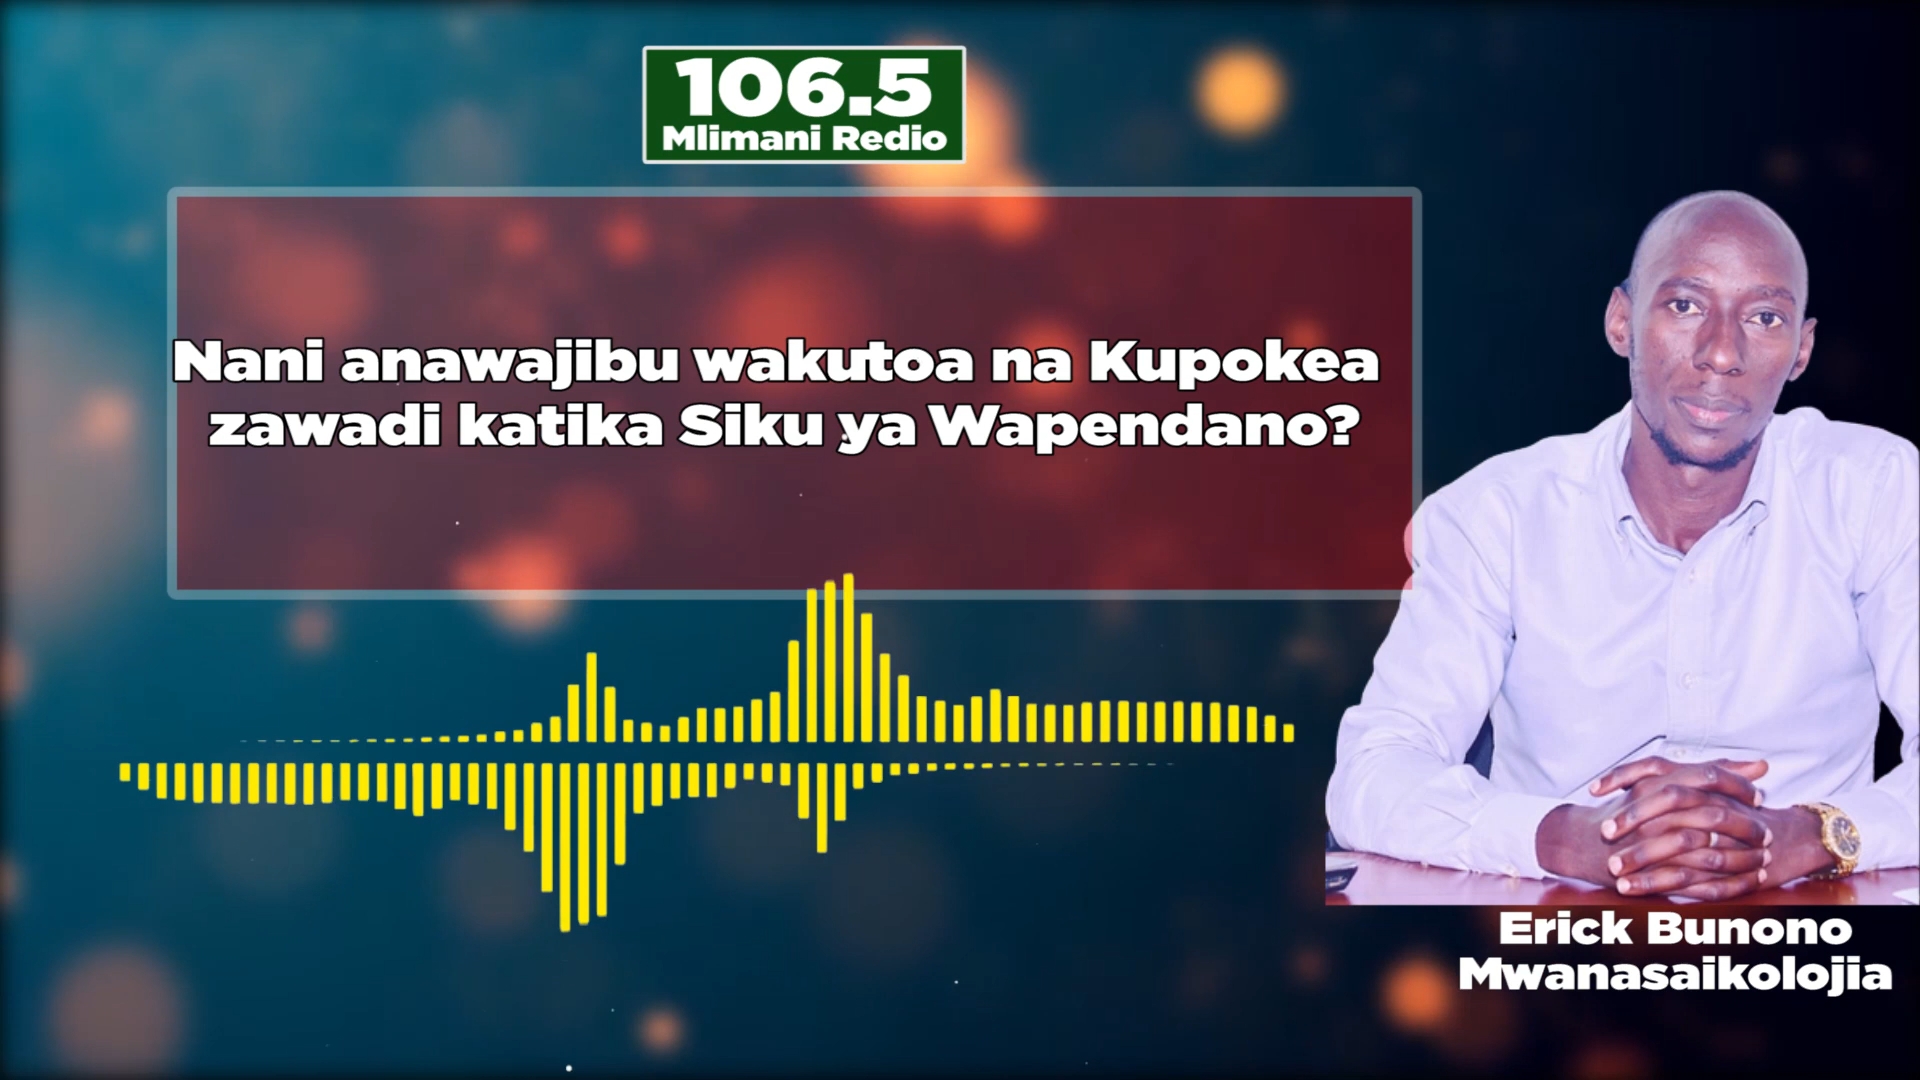 106.5
Mlimani Redio
Nani anawajibu wakutoa na Kupokea
zawadi katika Siku ya Wapendano?
Erick Bunono
Mwanasaikolojia